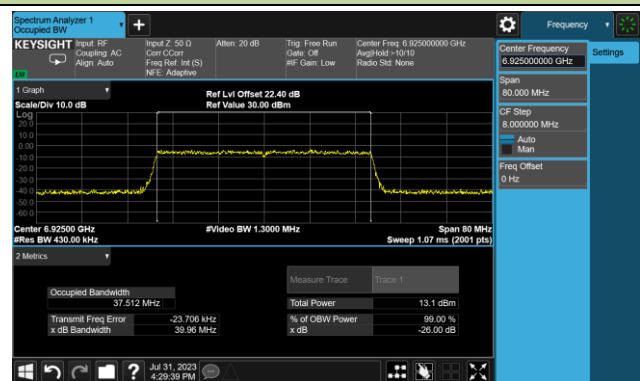 Spectrum Analyzer 1
Occupied BW
+
Frequency
KEYSIGHT
Input: RF
Coupling: AC
Align: Auto
Input Z: 50 Ω
Corr CCorr
Freq Ref: Int (S)
NFE: Adaptive
Atten: 20 dB
Trig: Free Run
Gate: Off
#IF Gain: Low
Center Freq: 6.925000000 GHz
Avg|Hold:>10/10
Radio Std: None
Center Frequency
6.925000000 GHz
Settings
Span
80.000 MHz
CF Step
8.000000 MHz
Auto
Man
Freq Offset
0 Hz
1 Graph
Scale/Div 10.0 dB
Ref Lvl Offset 22.40 dB
Ref Value 30.00 dBm
Log
20.0
10.0
0.00
-10.0
-20.0
-30.0
-40.0
-50.0
-60.0
Center 6.92500 GHz
#Res BW 430.00 kHz
#Video BW 1.3000 MHz
Span 80 MHz
Sweep 1.07 ms (2001 pts)
2 Metrics
Measure Trace
Trace 1
Occupied Bandwidth
37.512 MHz
Total Power
13.1 dBm
Transmit Freq Error
-23.706 kHz
% of OBW Power
99.00 %
x dB Bandwidth
39.96 MHz
x dB
-26.00 dB
?
Jul 31, 2023
4:29:39 PM